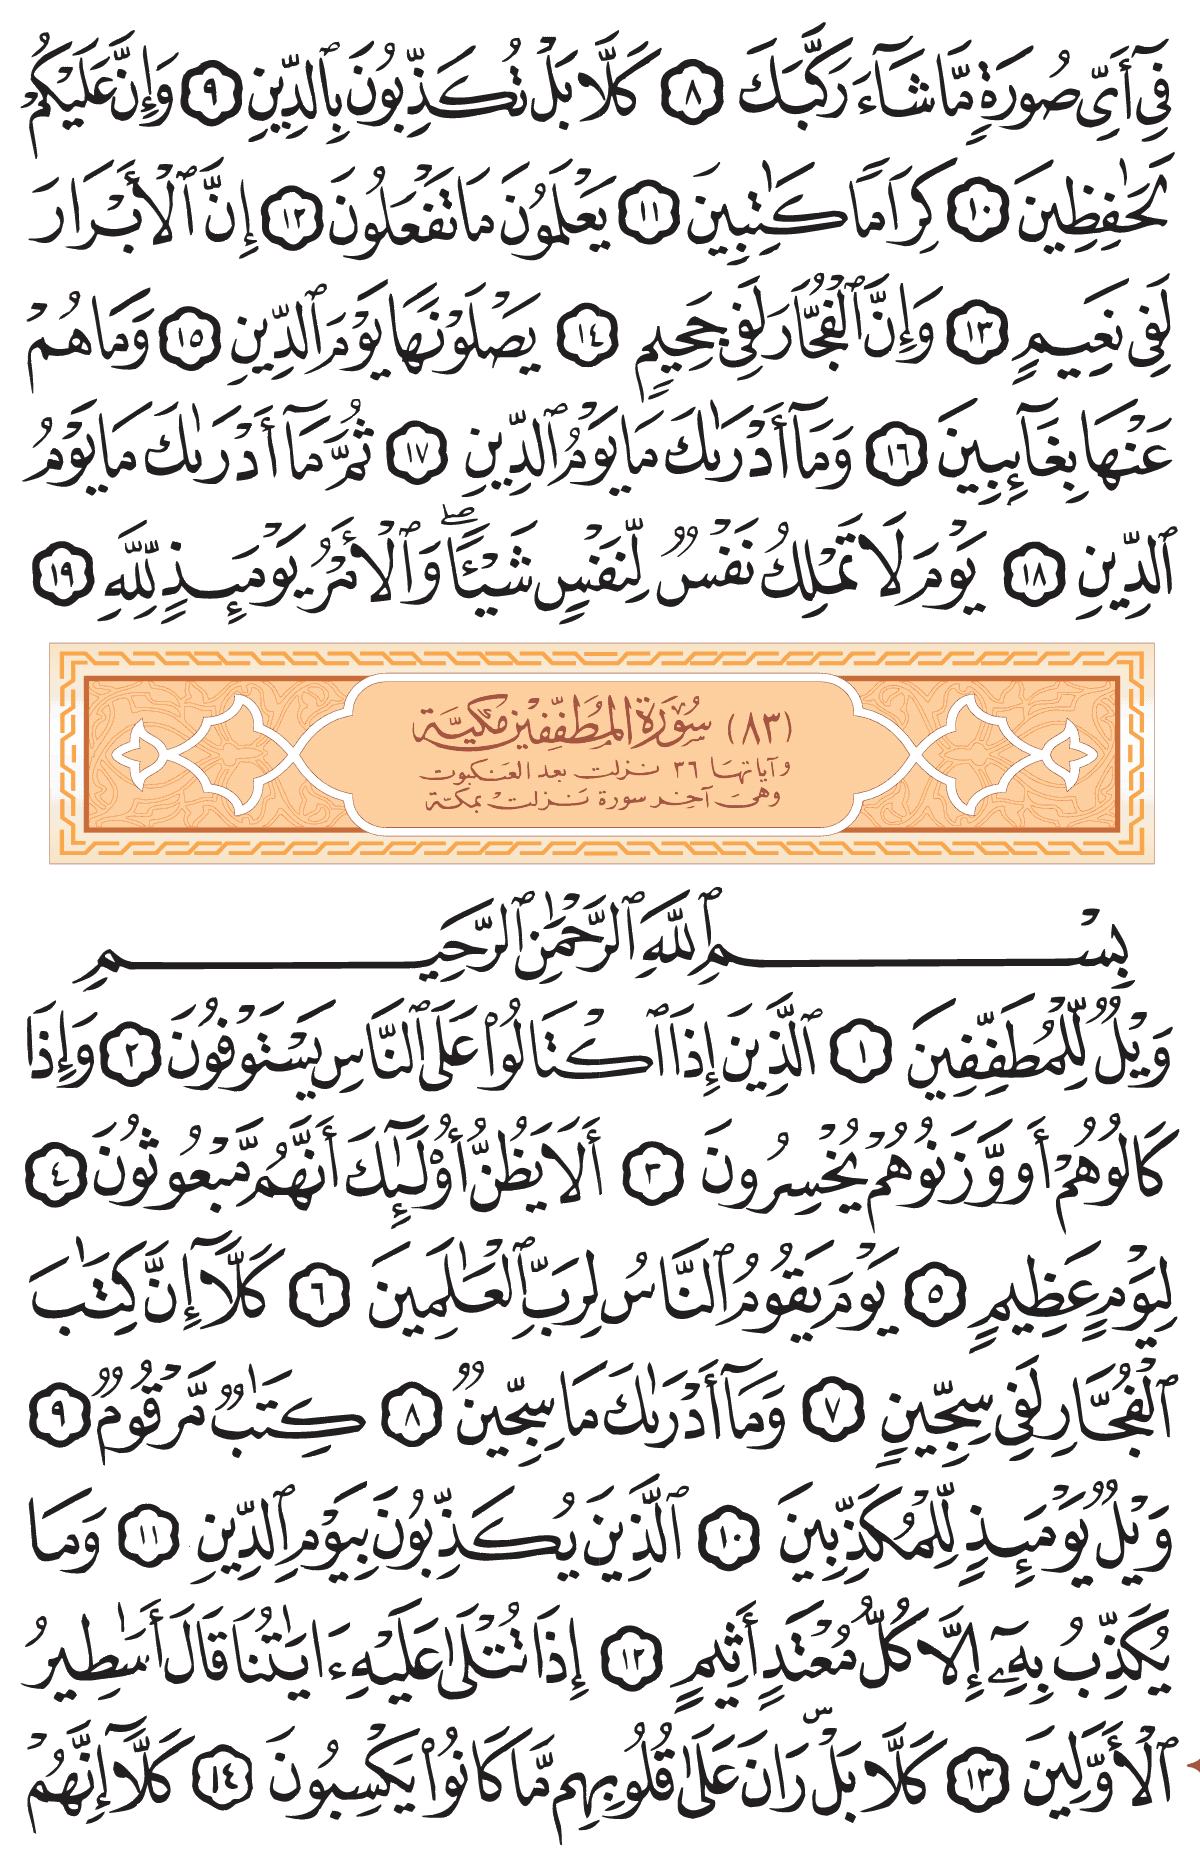 فِىٓ أَىِّ صُورَةٍ مَّا شَآءَ رَكَّبَكَ ٨ كَلَّا بَلْ تُكَذِّبُونَ بِٱلدِّينِ ٩ وَإِنَّ عَلَيْكُمْ
لَحَٰفِظِينَ ١٠ كِرَامًا كَٰتِبِينَ ١١ يَعْلَمُونَ مَا تَفْعَلُونَ ١٢ إِنَّ ٱلْأَبْرَارَ
لَفِى نَعِيمٍ ١٣ وَإِنَّ ٱلْفُجَّارَ لَفِى جَحِيمٍ ١٤ يَصْلَوْنَهَا يَوْمَ ٱلدِّينِ ١٥ وَمَا هُمْ
عَنْهَا بِغَآئِبِينَ ١٦ وَمَآ أَدْرَىٰكَ مَا يَوْمُ ٱلدِّينِ ١٧ ثُمَّ مَآ أَدْرَىٰكَ مَا يَوْمُ
ٱلدِّينِ ١٨ يَوْمَ لَا تَمْلِكُ نَفْسٌ لِّنَفْسٍ شَيْـًٔا ۖ وَٱلْأَمْرُ يَوْمَئِذٍ لِّلَّهِ ١٩
(٨٣) سُورَةُ المُطَفِّفِينَ مَكِّيَّة
وآياتها ٣٦ نزلت بعد العنكبوت
وهى آخر سورة نزلت بمكة
بِسْمِ ٱللَّهِ ٱلرَّحْمَٰنِ ٱلرَّحِيمِ
وَيْلٌ لِّلْمُطَفِّفِينَ ١ ٱلَّذِينَ إِذَا ٱكْتَالُوا۟ عَلَى ٱلنَّاسِ يَسْتَوْفُونَ ٢ وَإِذَا
كَالُوهُمْ أَو وَّزَنُوهُمْ يُخْسِرُونَ ٣ أَلَا يَظُنُّ أُو۟لَٰٓئِكَ أَنَّهُم مَّبْعُوثُونَ ٤
لِيَوْمٍ عَظِيمٍ ٥ يَوْمَ يَقُومُ ٱلنَّاسُ لِرَبِّ ٱلْعَٰلَمِينَ ٦ كَلَّآ إِنَّ كِتَٰبَ
ٱلْفُجَّارِ لَفِى سِجِّينٍ ٧ وَمَآ أَدْرَىٰكَ مَا سِجِّينٌ ٨ كِتَٰبٌ مَّرْقُومٌ ٩
وَيْلٌ يَوْمَئِذٍ لِّلْمُكَذِّبِينَ ١٠ ٱلَّذِينَ يُكَذِّبُونَ بِيَوْمِ ٱلدِّينِ ١١ وَمَا
يُكَذِّبُ بِهِۦٓ إِلَّا كُلُّ مُعْتَدٍ أَثِيمٍ ١٢ إِذَا تُتْلَىٰ عَلَيْهِ ءَايَٰتُنَا قَالَ أَسَٰطِيرُ
ٱلْأَوَّلِينَ ١٣ كَلَّا بَلْ ۜ رَانَ عَلَىٰ قُلُوبِهِم مَّا كَانُوا۟ يَكْسِبُونَ ١٤ كَلَّآ إِنَّهُمْ